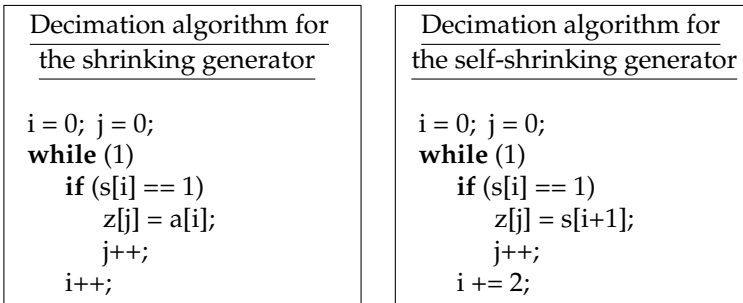 Decimation algorithm for
the shrinking generator
i = 0; j = 0;
while (1)
if (s[i] == 1)
z[j] = a[i];
j++;
i++;
Decimation algorithm for
the self-shrinking generator
i = 0; j = 0;
while (1)
if (s[i] == 1)
z[j] = s[i+1];
j++;
i += 2;